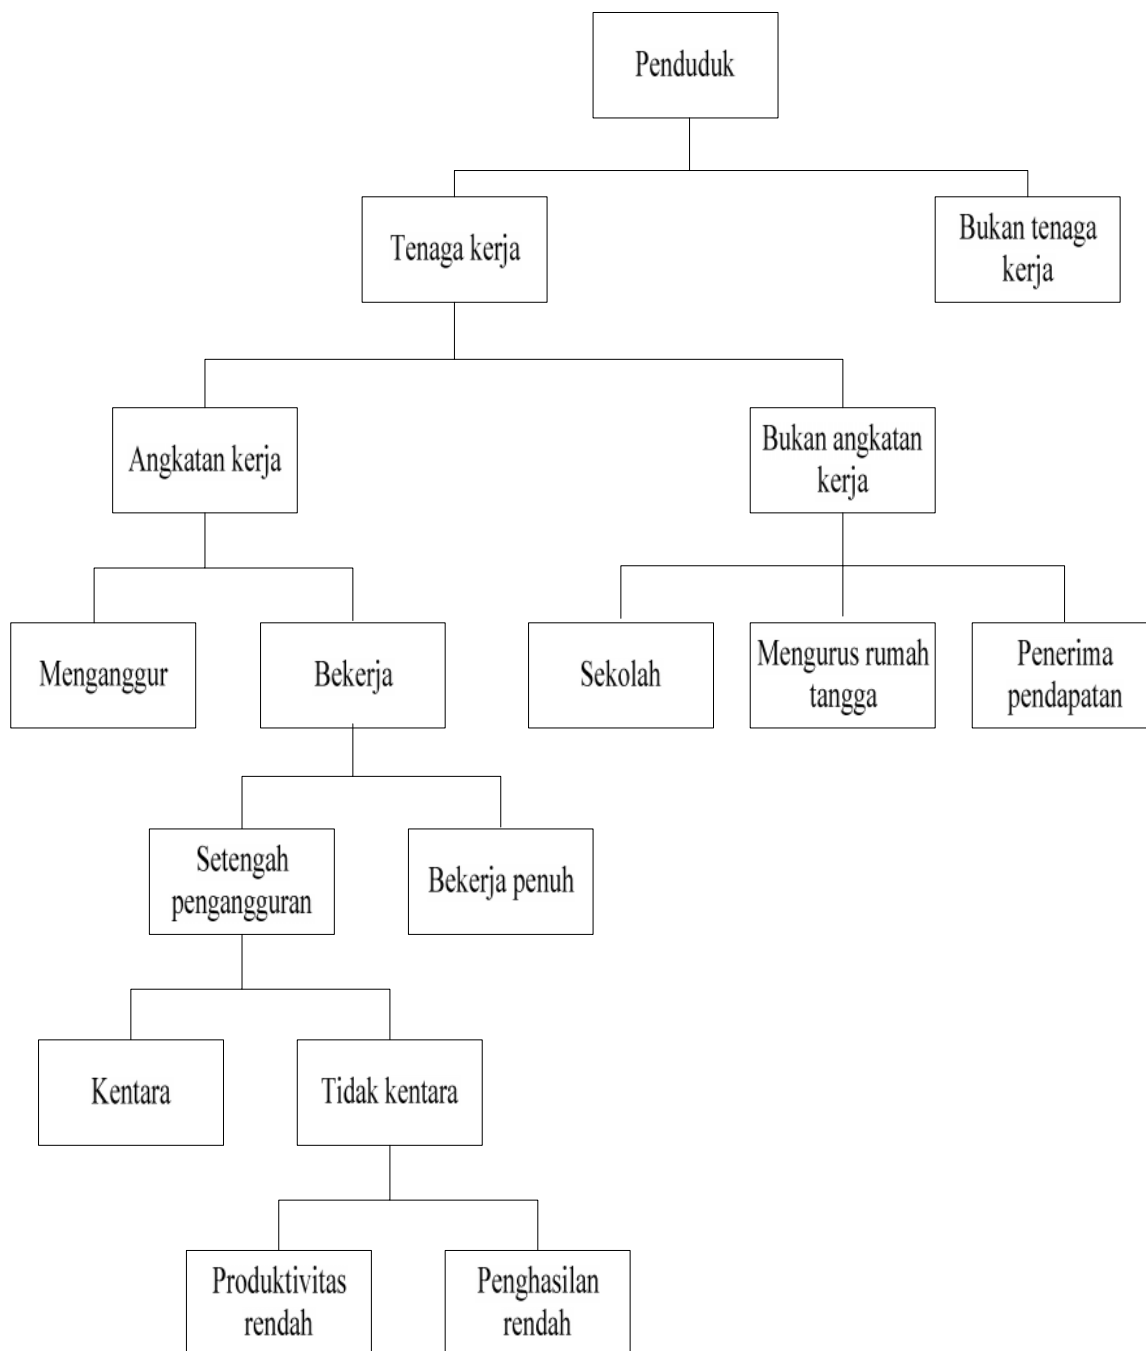 Penduduk
Tenaga kerja
Bukan tenaga
kerja
Angkatan kerja
Bukan angkatan
kerja
Menganggur
Bekerja
Sekolah
Mengurus rumah
tangga
Penerima
pendapatan
Setengah
pengangguran
Bekerja penuh
Kentara
Tidak kentara
Produktivitas
rendah
Penghasilan
rendah